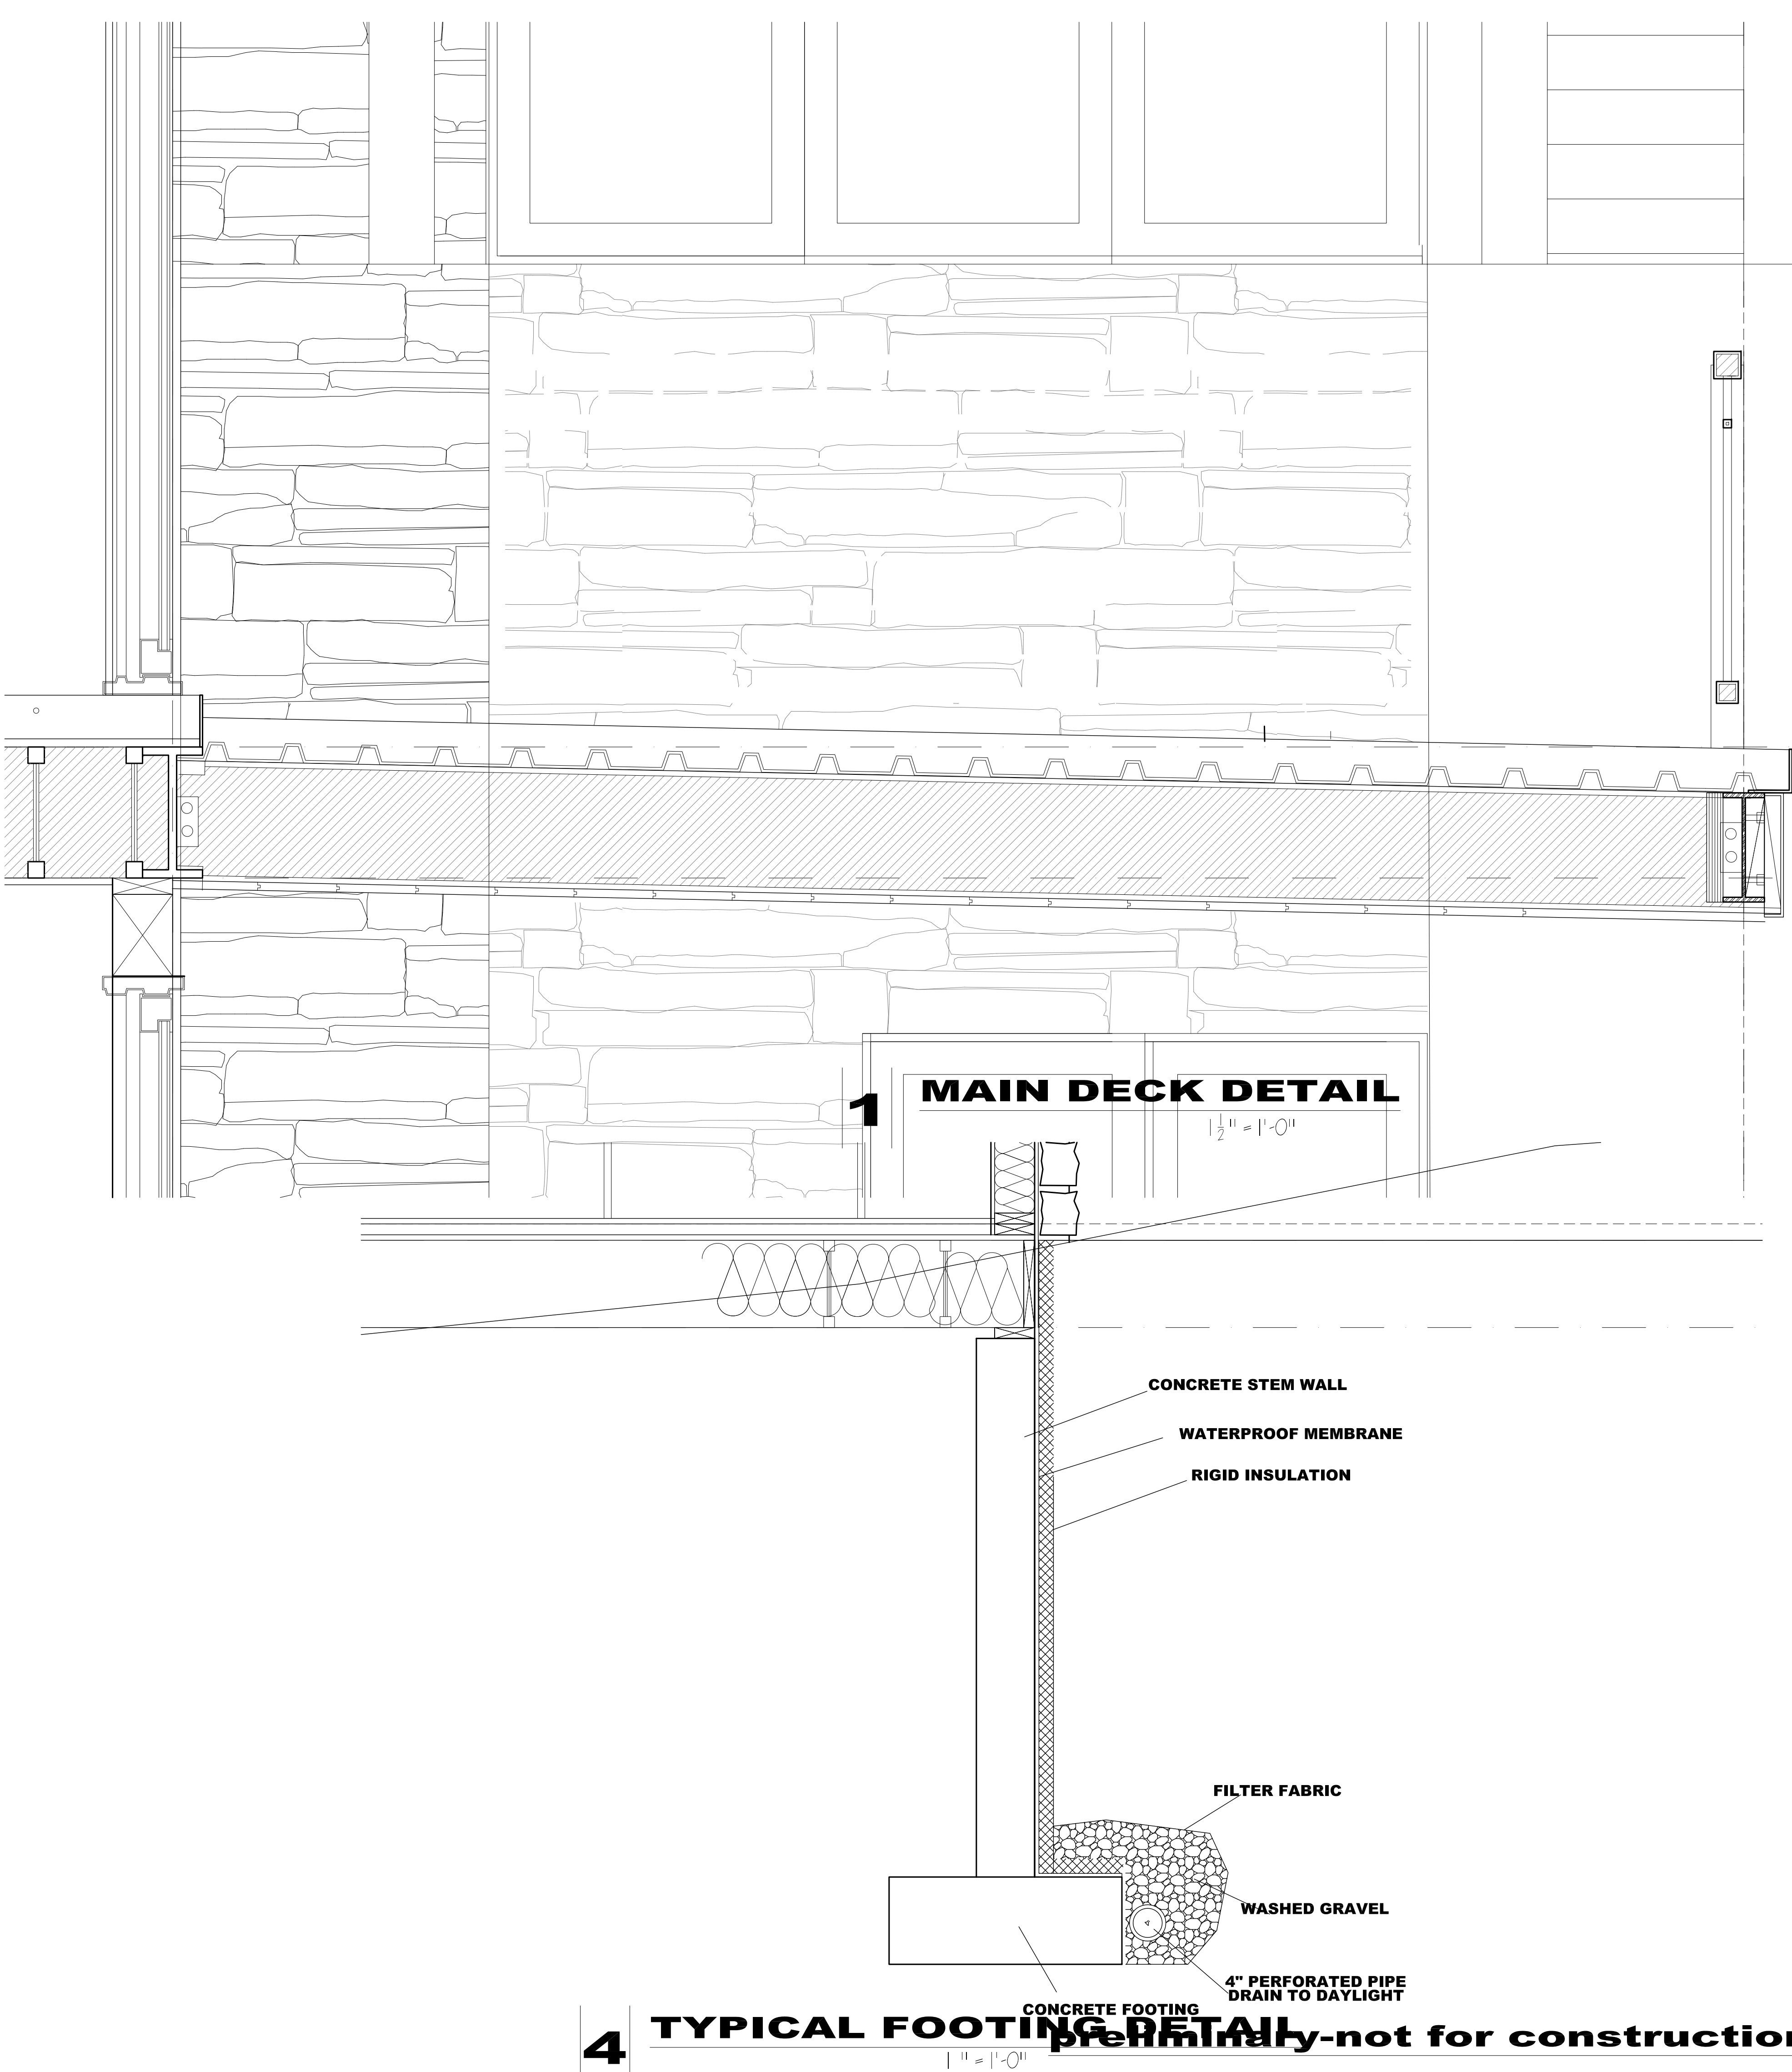 1
MAIN DECK DETAIL
1 1/2" = 1'-0"
CONCRETE STEM WALL
WATERPROOF MEMBRANE
RIGID INSULATION
FILTER FABRIC
WASHED GRAVEL
4" PERFORATED PIPE
DRAIN TO DAYLIGHT
CONCRETE FOOTING
4
TYPICAL FOOTING DETAIL
1" = 1'-0"
preliminary-not for constructio